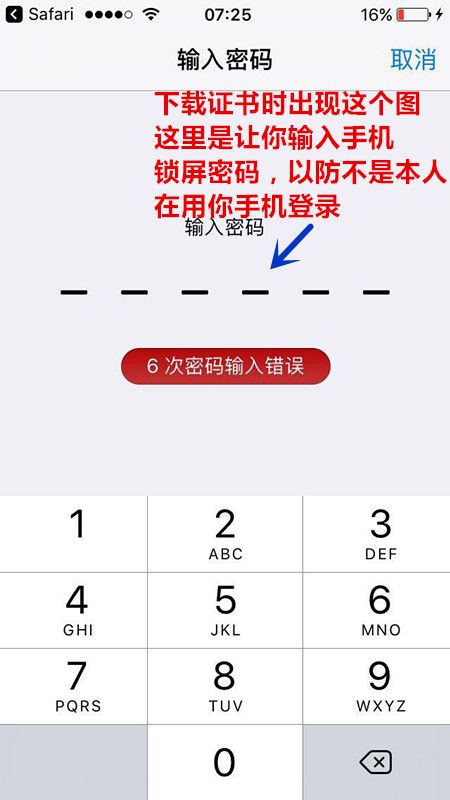 Safari 07:25 16%
输入密码 取消
下载证书时出现这个图
这里是让你输入手机
锁屏密码，以防不是本人
在用你手机登录
输入密码
6 次密码输入错误
1 2 3
ABC DEF
4 5 6
GHI JKL MNO
7 8 9
PQRS TUV WXYZ
0